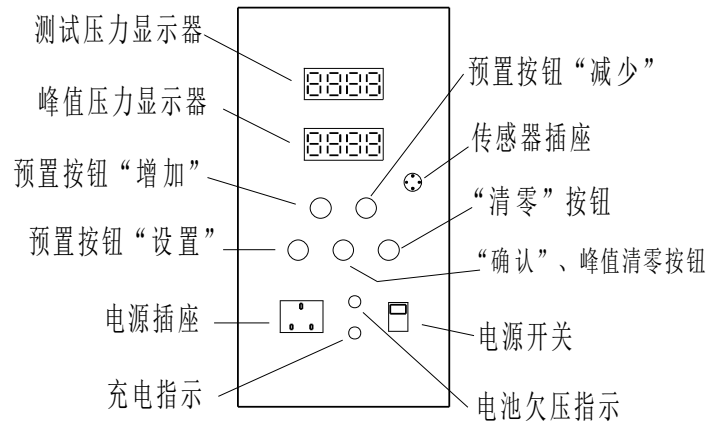 测试压力显示器
8888
预置按钮“减少”
峰值压力显示器
8888
传感器插座
预置按钮“增加”
“清零”按钮
预置按钮“设置”
“确认”、峰值清零按钮
电源插座
电源开关
充电指示
电池欠压指示